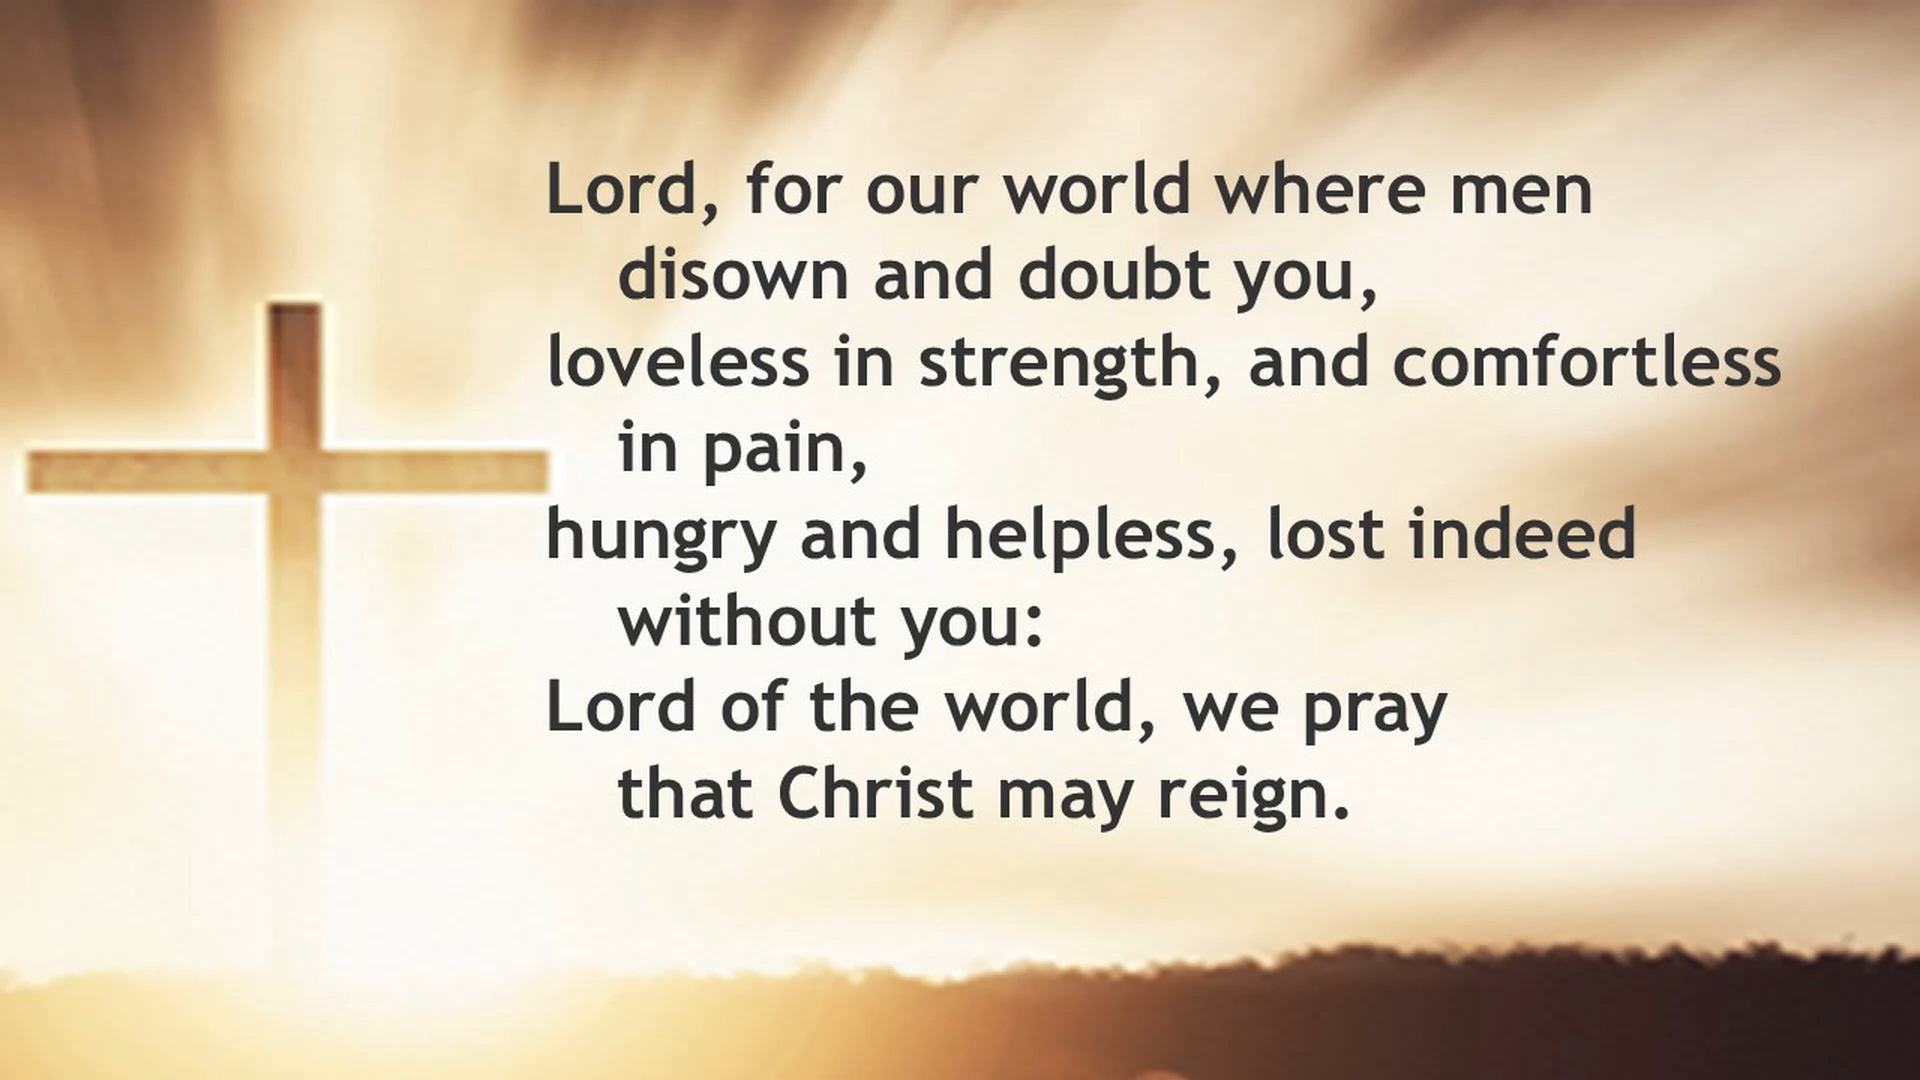 Lord, for our world where men
disown and doubt you,
loveless in strength, and comfortless
in pain,
hungry and helpless, lost indeed
without you:
Lord of the world, we pray
that Christ may reign.